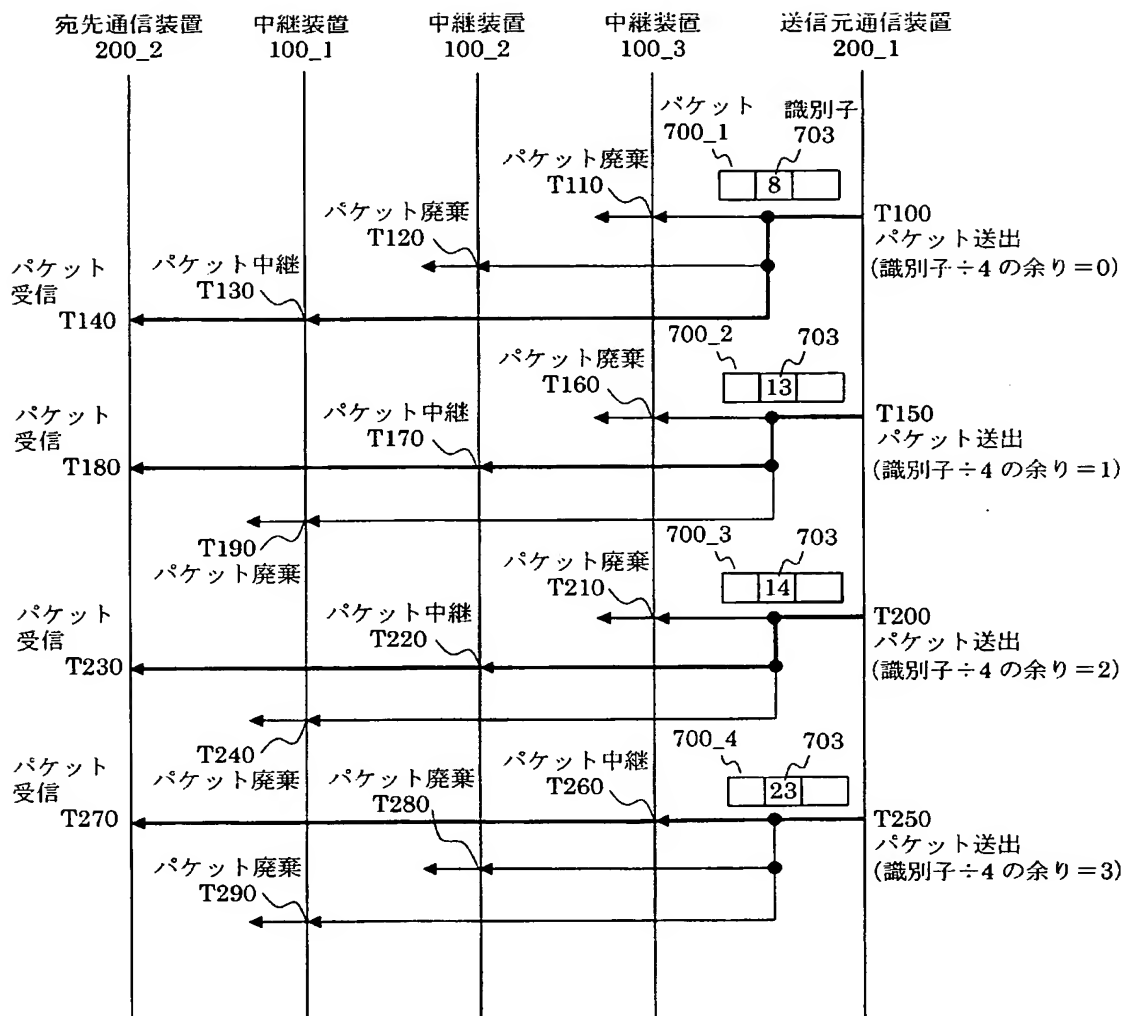 宛先通信装置
200_2
中継装置
100_1
中継装置
100_2
中継装置
100_3
送信元通信装置
200_1
パケット
700_1
識別子
703
8
パケット廃棄
T110
T100
パケット送出
(識別子÷4 の余り=0)
パケット廃棄
T120
パケット中継
T130
パケット
受信
T140
700_2
703
13
パケット廃棄
T160
T150
パケット送出
(識別子÷4 の余り=1)
パケット中継
T170
パケット
受信
T180
T190
パケット廃棄
700_3
703
14
パケット廃棄
T210
T200
パケット送出
(識別子÷4 の余り=2)
パケット中継
T220
パケット
受信
T230
T240
パケット廃棄
700_4
703
23
パケット中継
T260
T250
パケット送出
(識別子÷4 の余り=3)
パケット
受信
T270
パケット廃棄
T280
パケット廃棄
T290